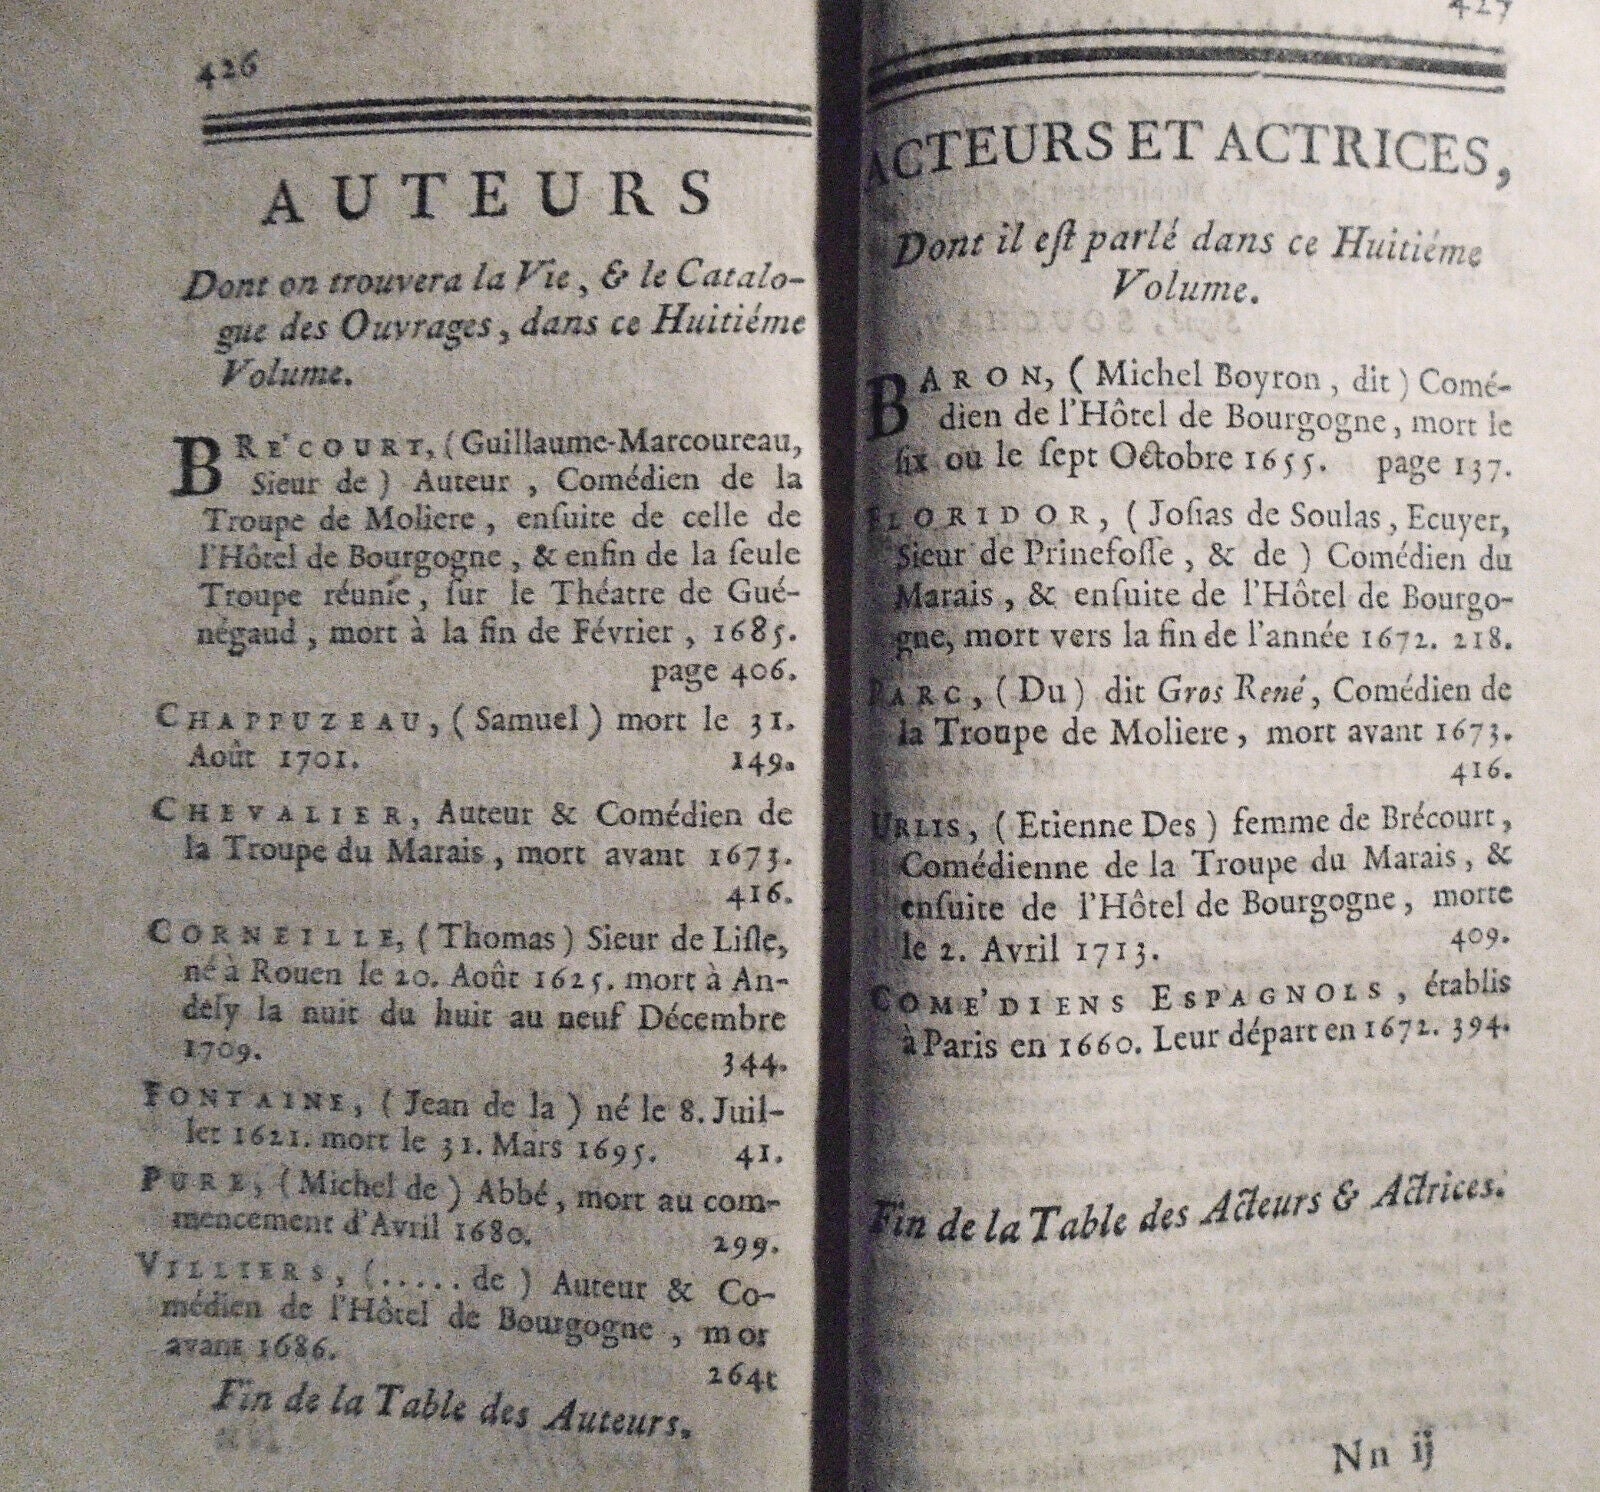 426
AUTEURS
Dont on trouvera la Vie, & le Catalo-
gue des Ouvrages, dans ce Huitiéme
Volume.
BRE'COURT, (Guillaume-Marcoureau,
Sieur de) Auteur, Comédien de la
Troupe de Moliere, enſuite de celle de
l'Hôtel de Bourgogne, & enfin de la ſeule
Troupe réunie, ſur le Théatre de Gué-
négaud, mort à la fin de Février, 1685.
page 406.
CHAPPUZEAU, (Samuel) mort le 31.
Août 1701. 149.
CHEVALIER, Auteur & Comédien de
la Troupe du Marais, mort avant 1673.
416.
CORNEILLE, (Thomas) Sieur de Liſle,
né à Rouen le 20. Août 1625. mort à An-
dely la nuit du huit au neuf Décembre
1709. 344.
FONTAINE, (Jean de la) né le 8. Juil-
let 1621. mort le 31. Mars 1695. 41.
PURE, (Michel de) Abbé, mort au com-
mencement d'Avril 1680. 299.
VILLIERS, (..... de) Auteur & Co-
médien de l'Hôtel de Bourgogne, mor
avant 1686. 264t
Fin de la Table des Auteurs.
427
ACTEURS ET ACTRICES,
Dont il eſt parlé dans ce Huitiéme
Volume.
BARON, (Michel Boyron, dit) Comé-
dien de l'Hôtel de Bourgogne, mort le
ſix ou le ſept Octobre 1655. page 137.
FLORIDOR, (Joſias de Soulas, Ecuyer,
Sieur de Prinefoſſe, & de) Comédien du
Marais, & enſuite de l'Hôtel de Bourgo-
gne, mort vers la fin de l'année 1672. 218.
PARC, (Du) dit Gros René, Comédien de
la Troupe de Moliere, mort avant 1673.
416.
URLIS, (Etienne Des) femme de Brécourt,
Comédienne de la Troupe du Marais, &
enſuite de l'Hôtel de Bourgogne, morte
le 2. Avril 1713. 409.
COME'DIENS ESPAGNOLS, établis
à Paris en 1660. Leur départ en 1672. 394.
Fin de la Table des Acteurs & Actrices.
Nn ij